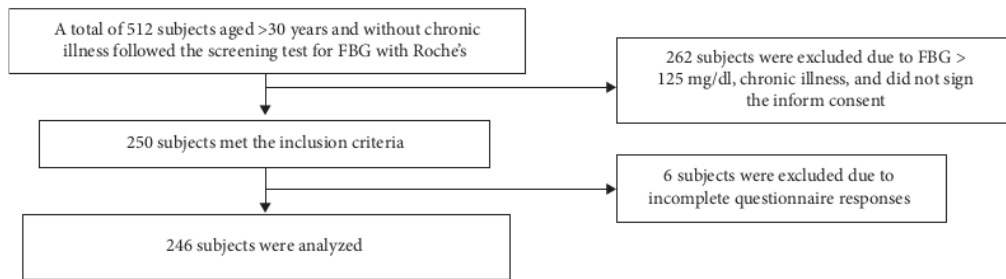 A total of 512 subjects aged >30 years and without chronic
illness followed the screening test for FBG with Roche's
262 subjects were excluded due to FBG >
125 mg/dl, chronic illness, and did not sign
the inform consent
250 subjects met the inclusion criteria
6 subjects were excluded due to
incomplete questionnaire responses
246 subjects were analyzed